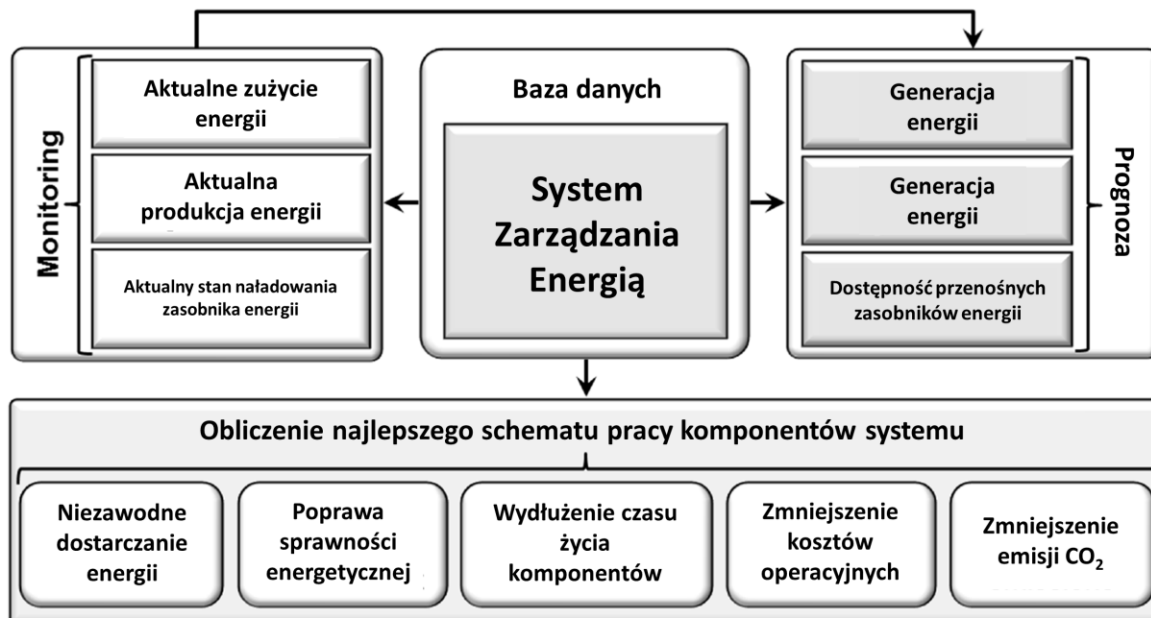 Monitoring
Aktualne zużycie
energii
Aktualna
produkcja energii
Aktualny stan naładowania
zasobnika energii
Baza danych
System
Zarządzania
Energią
Generacja
energii
Generacja
energii
Dostępność przenośnych
zasobników energii
Prognoza
Obliczenie najlepszego schematu pracy komponentów systemu
Niezawodne
dostarczanie
energii
Poprawa
sprawności
energetycznej
Wydłużenie czasu
życia
komponentów
Zmniejszenie
kosztów
operacyjnych
Zmniejszenie
emisji CO₂